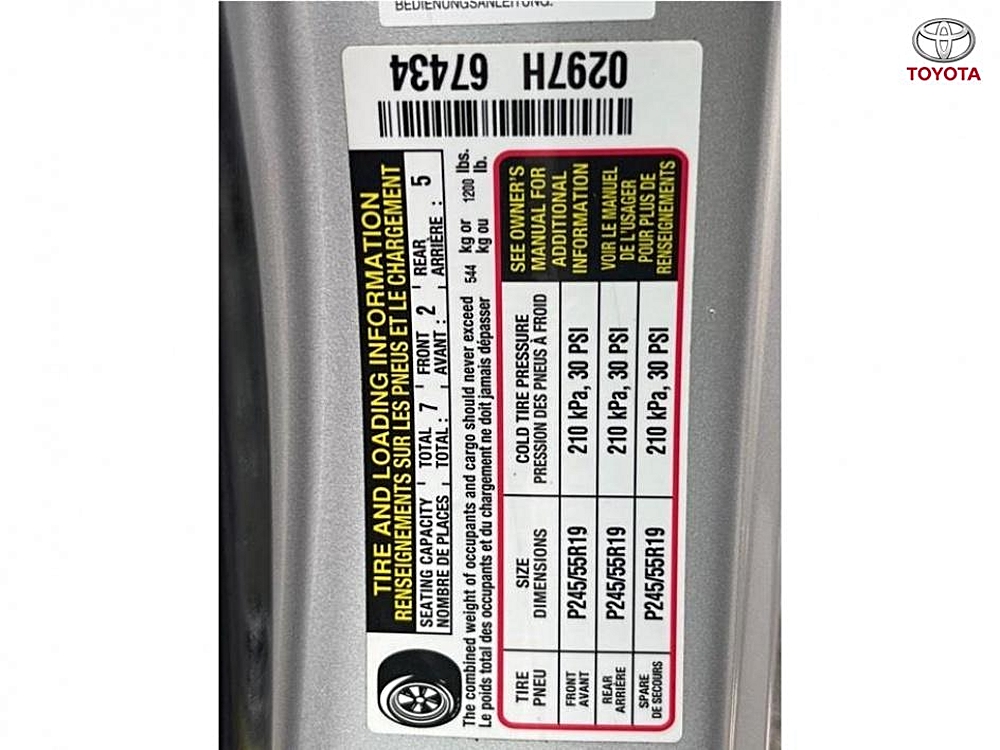 BEDIENUNGSANLEITUNG.
TOYOTA
0297H 67434
TIRE AND LOADING INFORMATION
RENSEIGNEMENTS SUR LES PNEUS ET LE CHARGEMENT
SEATING CAPACITY TOTAL 7 FRONT 2 REAR 5
NOMBRE DE PLACES TOTAL : AVANT : ARRIÈRE :
The combined weight of occupants and cargo should never exceed 544 kg or 1200 lbs.
Le poids total des occupants et du chargement ne doit jamais dépasser kg ou lb.
TIRE SIZE COLD TIRE PRESSURE
PNEU DIMENSIONS PRESSION DES PNEUS À FROID
FRONT
AVANT
P245/55R19 210 kPa, 30 PSI
REAR
ARRIÈRE
P245/55R19 210 kPa, 30 PSI
SPARE
DE SECOURS
P245/55R19 210 kPa, 30 PSI
SEE OWNER'S
MANUAL FOR
ADDITIONAL
INFORMATION
VOIR LE MANUEL
DE L'USAGER
POUR PLUS DE
RENSEIGNEMENTS